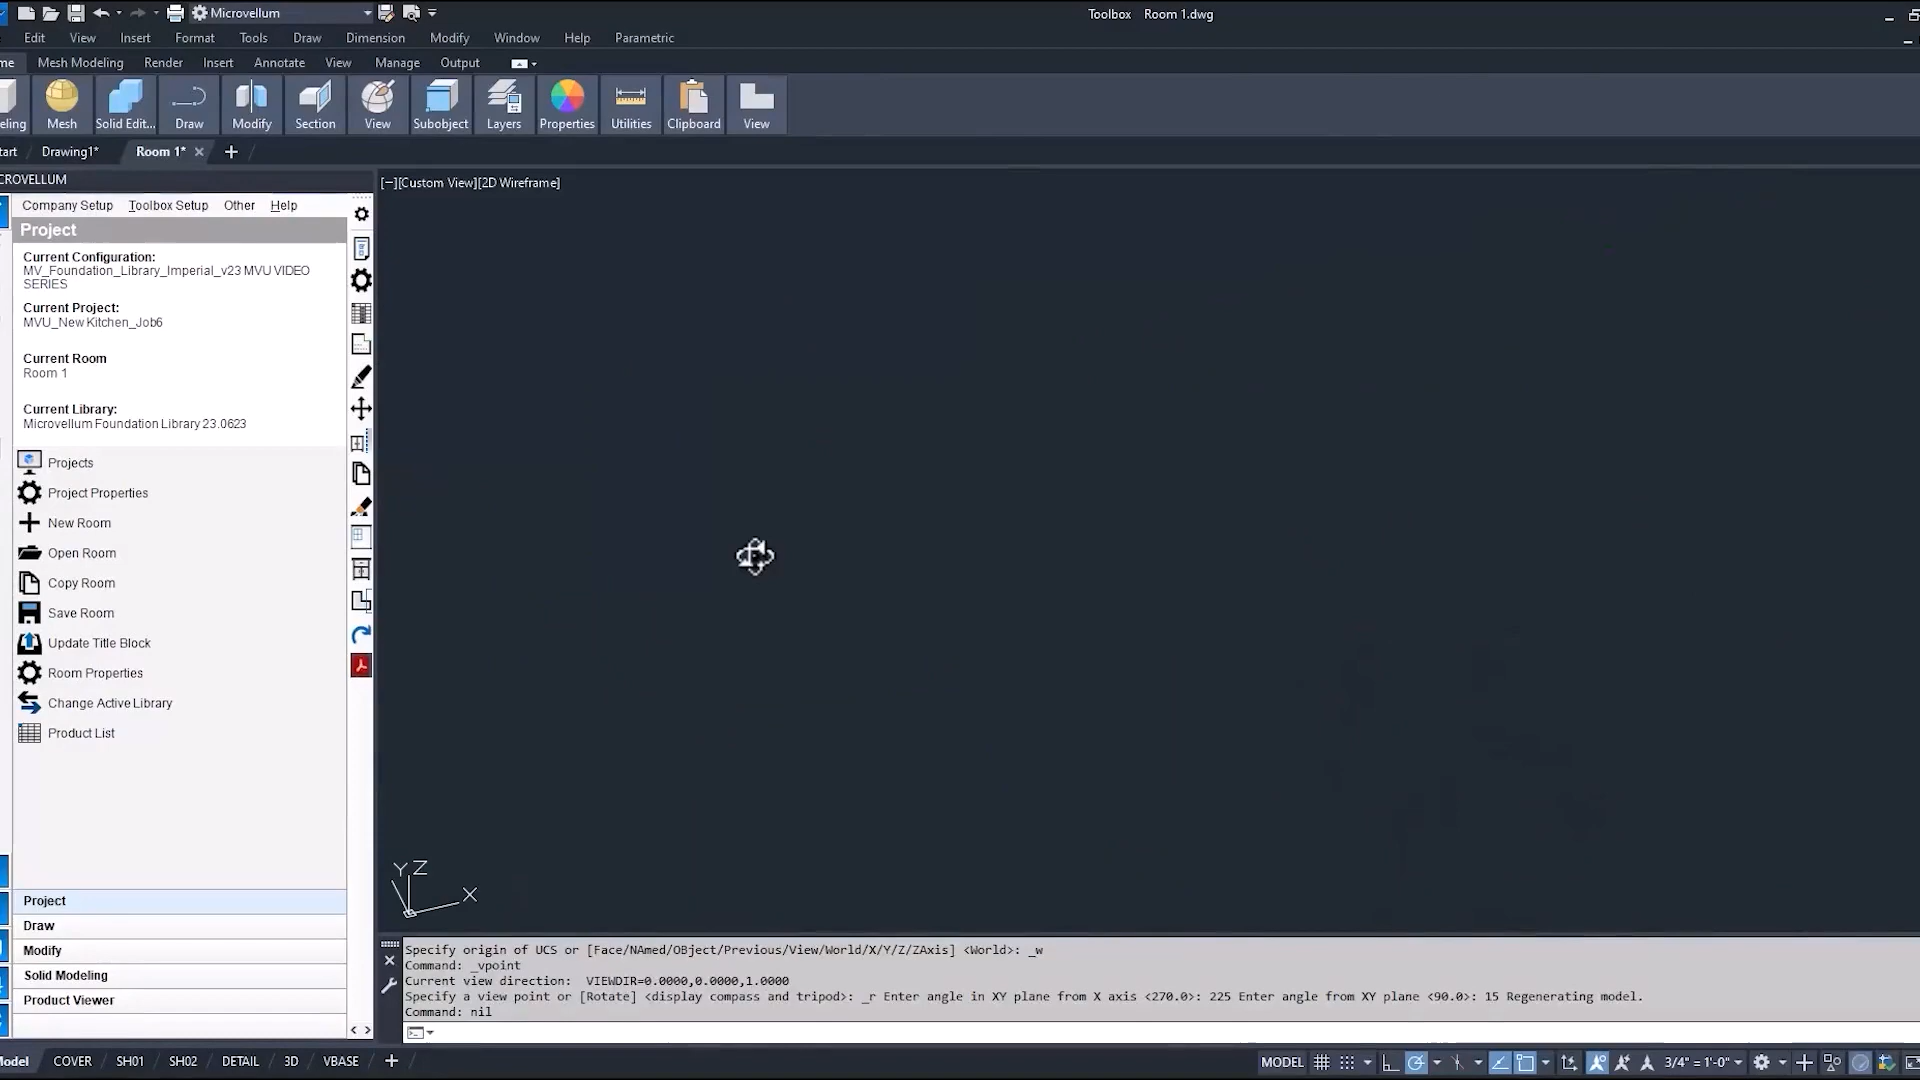 Microvellum
Toolbox Room 1.dwg
Edit View Insert Format Tools Draw Dimension Modify Window Help Parametric
me Mesh Modeling Render Insert Annotate View Manage Output
eling Mesh Solid Edit... Draw Modify Section View Subobject Layers Properties Utilities Clipboard View
tart Drawing1* Room 1*
CROVELLUM
[−][Custom View][2D Wireframe]
Company Setup Toolbox Setup Other Help
Project
Current Configuration:
MV_Foundation_Library_Imperial_v23 MVU VIDEO
SERIES
Current Project:
MVU_New Kitchen_Job6
Current Room
Room 1
Current Library:
Microvellum Foundation Library 23.0623
Projects
Project Properties
New Room
Open Room
Copy Room
Save Room
Update Title Block
Room Properties
Change Active Library
Product List
Y Z
X
Project
Draw
Modify
Solid Modeling
Product Viewer
Specify origin of UCS or [Face/NAmed/OBject/Previous/View/World/X/Y/Z/ZAxis] <World>: _w
Command: _vpoint
Current view direction: VIEWDIR=0.0000,0.0000,1.0000
Specify a view point or [Rotate] <display compass and tripod>: _r Enter angle in XY plane from X axis <270.0>: 225 Enter angle from XY plane <90.0>: 15 Regenerating model.
Command: nil
Model COVER SH01 SH02 DETAIL 3D VBASE
MODEL 3/4" = 1'-0"